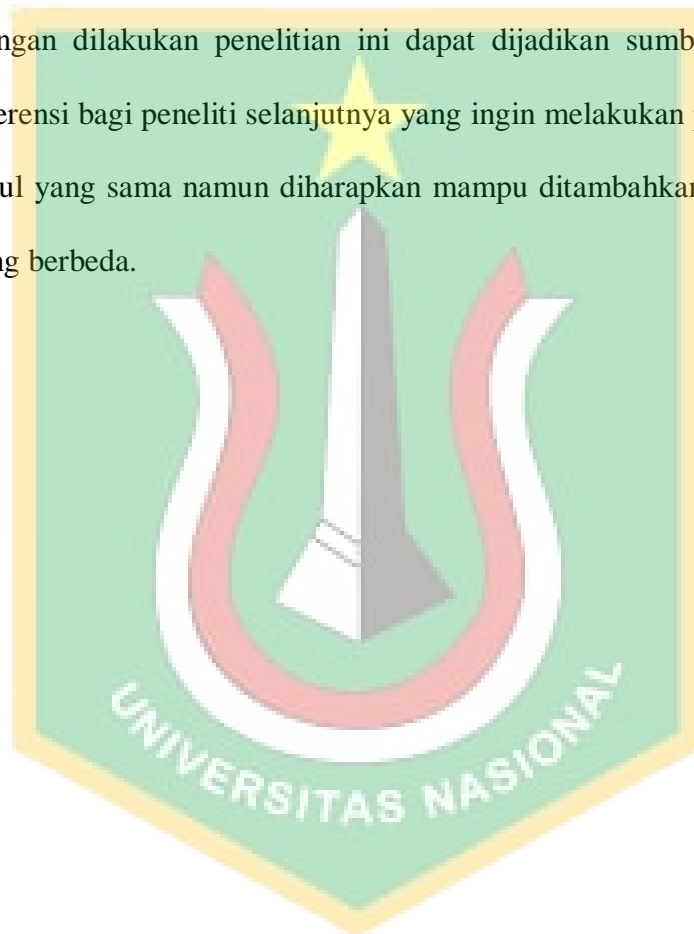 ngan dilakukan penelitian ini dapat dijadikan sumb
erensi bagi peneliti selanjutnya yang ingin melakukan
ul yang sama namun diharapkan mampu ditambahkan
ng berbeda.
UNIVERSITAS NASIONAL